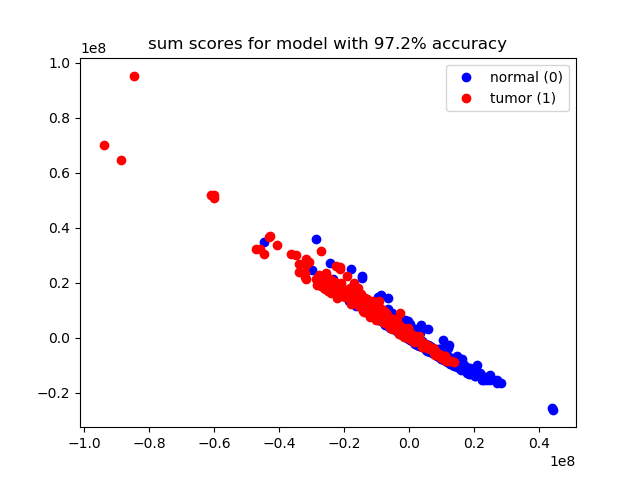 sum scores for model with 97.2% accuracy
1e8
normal (0)
tumor (1)
1.0
0.8
0.6
0.4
0.2
0.0
−0.2
−1.0 −0.8 −0.6 −0.4 −0.2 0.0 0.2 0.4
1e8